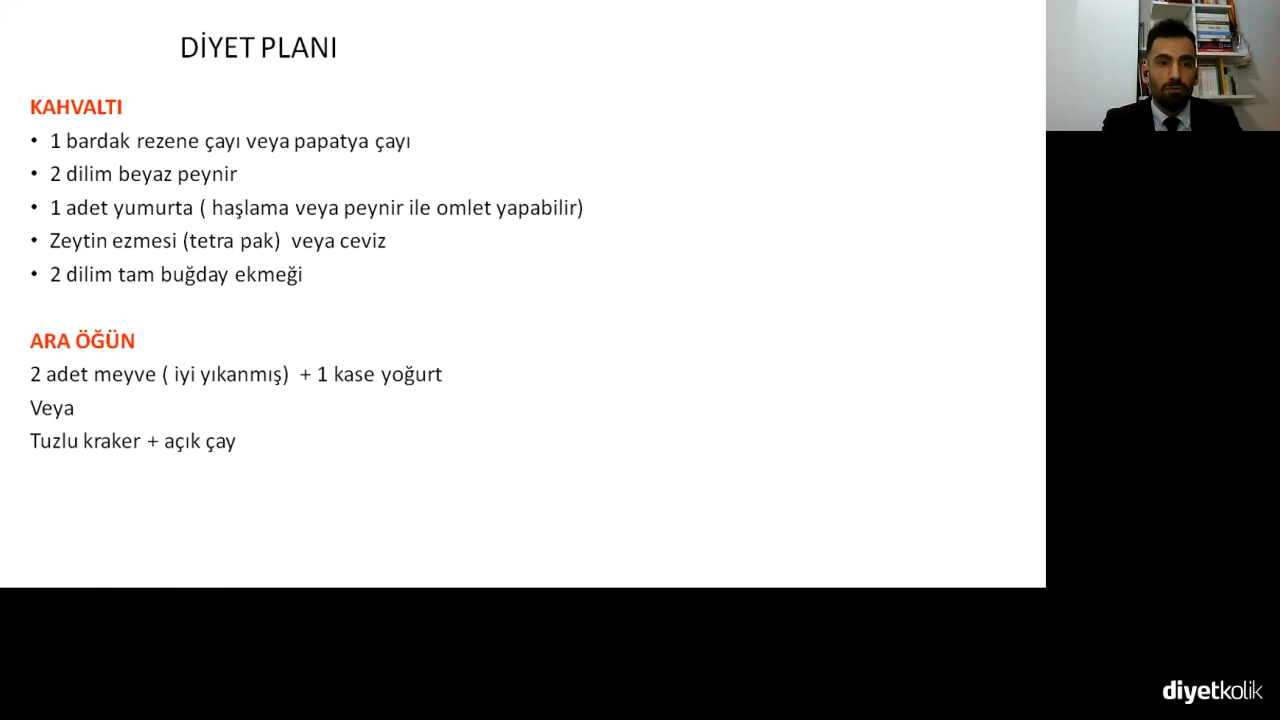 DİYET PLANI
KAHVALTI
• 1 bardak rezene çayı veya papatya çayı
• 2 dilim beyaz peynir
• 1 adet yumurta ( haşlama veya peynir ile omlet yapabilir)
• Zeytin ezmesi (tetra pak)  veya ceviz
• 2 dilim tam buğday ekmeği
ARA ÖĞÜN
2 adet meyve ( iyi yıkanmış)  + 1 kase yoğurt
Veya
Tuzlu kraker + açık çay
diyetkolik